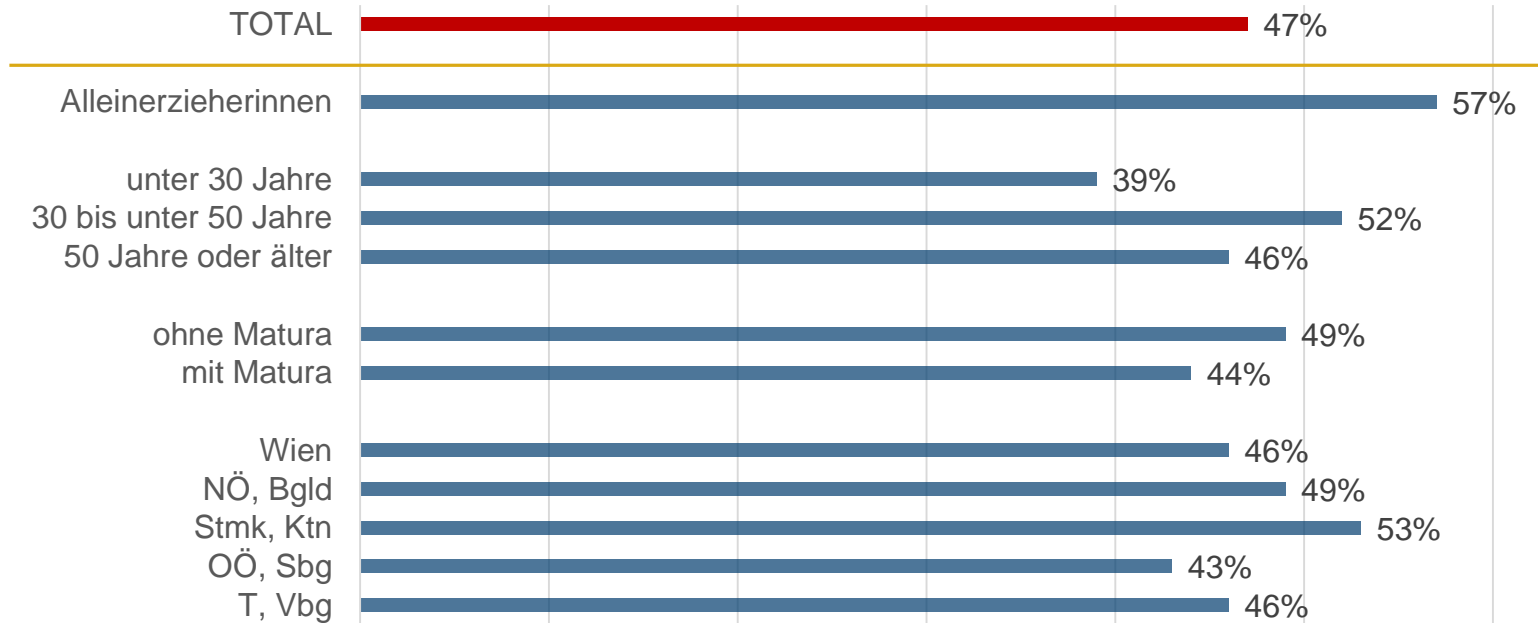 TOTAL 47%
Alleinerzieherinnen 57%
unter 30 Jahre 39%
30 bis unter 50 Jahre 52%
50 Jahre oder älter 46%
ohne Matura 49%
mit Matura 44%
Wien 46%
NÖ, Bgld 49%
Stmk, Ktn 53%
OÖ, Sbg 43%
T, Vbg 46%